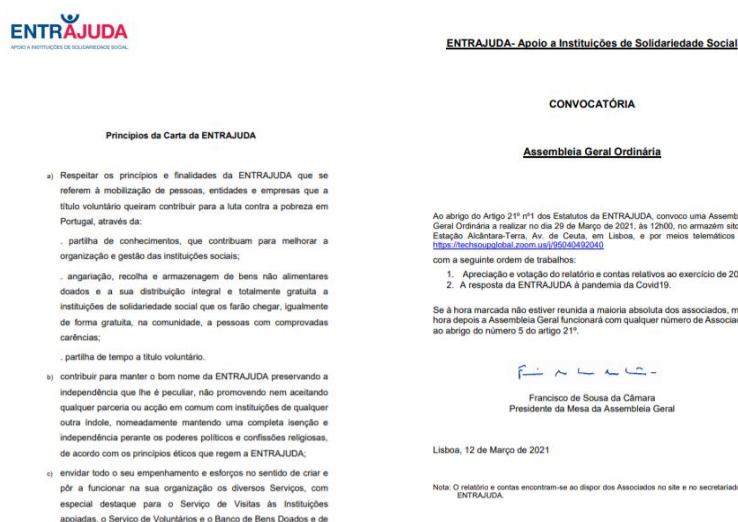 ENTRAJUDA
APOIO A INSTITUIÇÕES DE SOLIDARIEDADE SOCIAL
Princípios da Carta da ENTRAJUDA
a) Respeitar os princípios e finalidades da ENTRAJUDA que se
referem à mobilização de pessoas, entidades e empresas que a
título voluntário queiram contribuir para a luta contra a pobreza em
Portugal, através da:
. partilha de conhecimentos, que contribuam para melhorar a
organização e gestão das instituições sociais;
. angariação, recolha e armazenagem de bens não alimentares
doados e a sua distribuição integral e totalmente gratuita a
instituições de solidariedade social que os farão chegar, igualmente
de forma gratuita, na comunidade, a pessoas com comprovadas
carências;
. partilha de tempo a título voluntário.
b) contribuir para manter o bom nome da ENTRAJUDA preservando a
independência que lhe é peculiar, não promovendo nem aceitando
qualquer parceria ou acção em comum com instituições de qualquer
outra índole, nomeadamente mantendo uma completa isenção e
independência perante os poderes políticos e confissões religiosas,
de acordo com os princípios éticos que regem a ENTRAJUDA;
c) envidar todo o seu empenhamento e esforços no sentido de criar e
pôr a funcionar na sua organização os diversos Serviços, com
especial destaque para o Serviço de Visitas às Instituições
apoiadas, o Serviço de Voluntários e o Banco de Bens Doados e de
ENTRAJUDA- Apoio a Instituições de Solidariedade Social
CONVOCATÓRIA
Assembleia Geral Ordinária
Ao abrigo do Artigo 21º nº1 dos Estatutos da ENTRAJUDA, convoco uma Assemb
Geral Ordinária a realizar no dia 29 de Março de 2021, às 12h00, no armazém sito
Estação Alcântara-Terra, Av. de Ceuta, em Lisboa, e por meios telemáticos
https://techsoupglobal.zoom.us/j/95040492040
com a seguinte ordem de trabalhos:
1. Apreciação e votação do relatório e contas relativos ao exercício de 20
2. A resposta da ENTRAJUDA à pandemia da Covid19.
Se à hora marcada não estiver reunida a maioria absoluta dos associados, m
hora depois a Assembleia Geral funcionará com qualquer número de Associad
ao abrigo do número 5 do artigo 21º.
Francisco de Sousa da Câmara
Presidente da Mesa da Assembleia Geral
Lisboa, 12 de Março de 2021
Nota: O relatório e contas encontram-se ao dispor dos Associados no site e no secretariado
ENTRAJUDA.